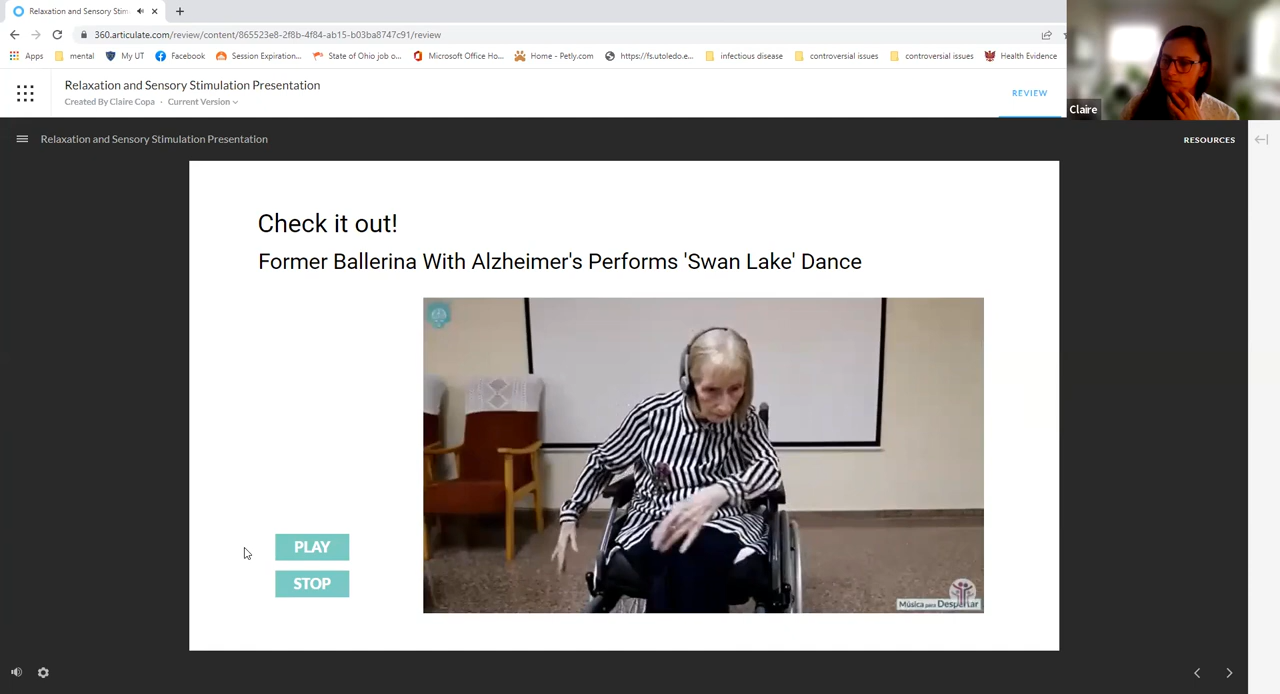 Relaxation and Sensory Stim
360.articulate.com/review/content/865523e8-2f8b-4f84-ab15-b03ba8747c91/review
Apps mental My UT Facebook Session Expiration... State of Ohio job o... Microsoft Office Ho... Home - Petly.com https://fs.utoledo.e... infectious disease controversial issues controversial issues Health Evidence
Relaxation and Sensory Stimulation Presentation
Created By Claire Copa · Current Version
REVIEW
Claire
Relaxation and Sensory Stimulation Presentation
RESOURCES
Check it out!
Former Ballerina With Alzheimer's Performs 'Swan Lake' Dance
PLAY
STOP
Música para Despertar